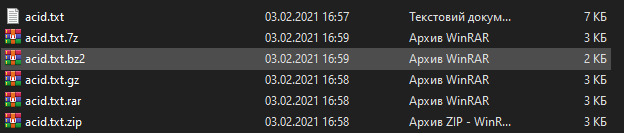 acid.txt 03.02.2021 16:57 Текстовий докум... 7 КБ
acid.txt.7z 03.02.2021 16:59 Архив WinRAR 3 КБ
acid.txt.bz2 03.02.2021 16:59 Архив WinRAR 2 КБ
acid.txt.gz 03.02.2021 16:58 Архив WinRAR 3 КБ
acid.txt.rar 03.02.2021 16:58 Архив WinRAR 3 КБ
acid.txt.zip 03.02.2021 16:58 Архив ZIP - WinR... 3 КБ